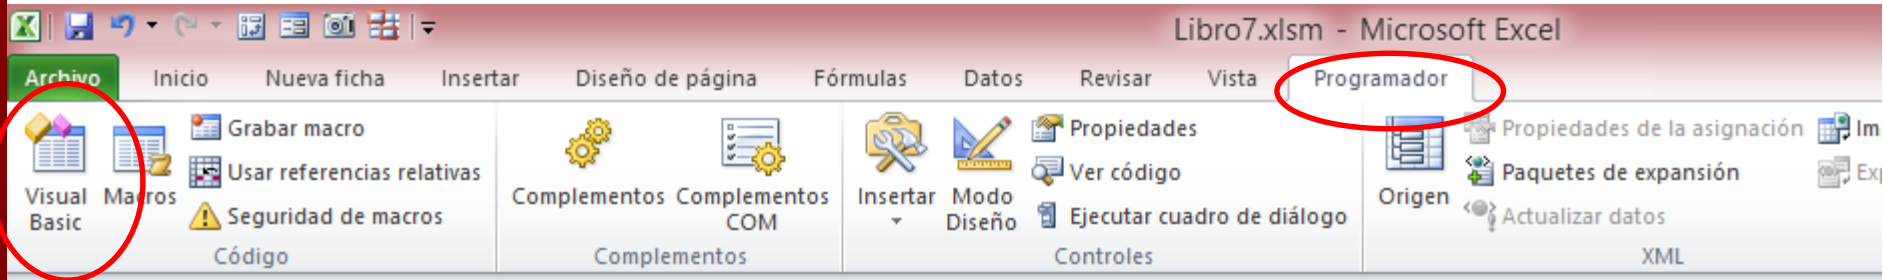 Libro7.xlsm - Microsoft Excel
Archivo Inicio Nueva ficha Insertar Diseño de página Fórmulas Datos Revisar Vista Programador
Visual Basic
Macros
Grabar macro
Usar referencias relativas
Seguridad de macros
Código
Complementos
Complementos COM
Complementos
Insertar
Modo Diseño
Propiedades
Ver código
Ejecutar cuadro de diálogo
Controles
Origen
Propiedades de la asignación
Paquetes de expansión
Actualizar datos
Im
Exp
XML